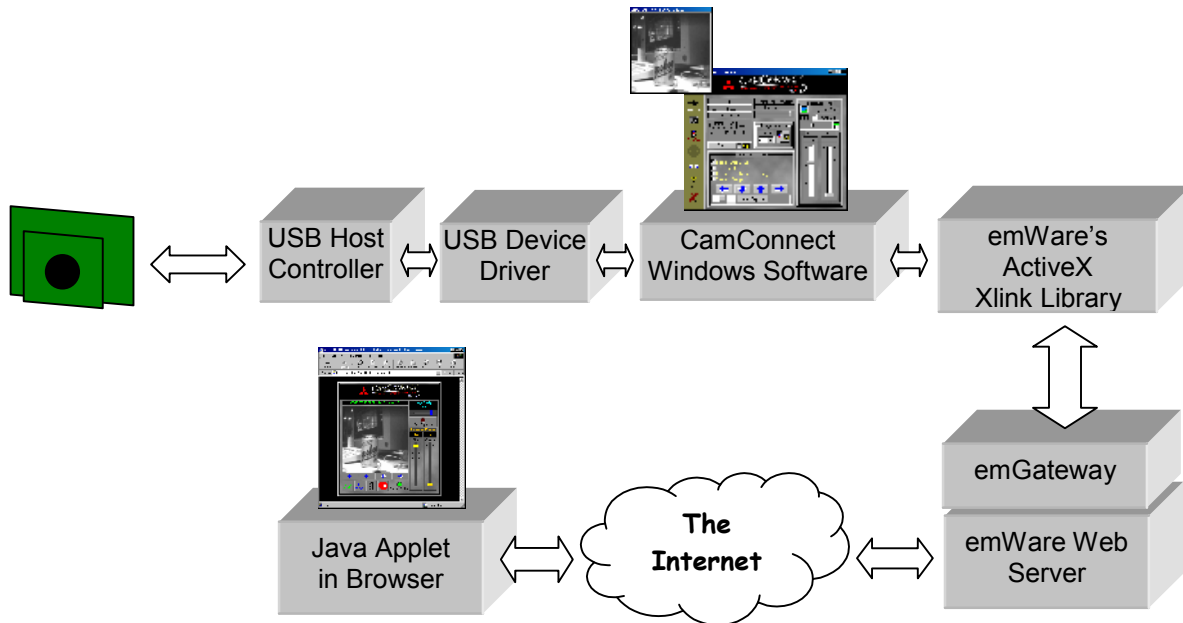 USB Host
Controller
USB Device
Driver
CamConnect
Windows Software
emWare’s
ActiveX
Xlink Library
emGateway
emWare Web
Server
The
Internet
Java Applet
in Browser